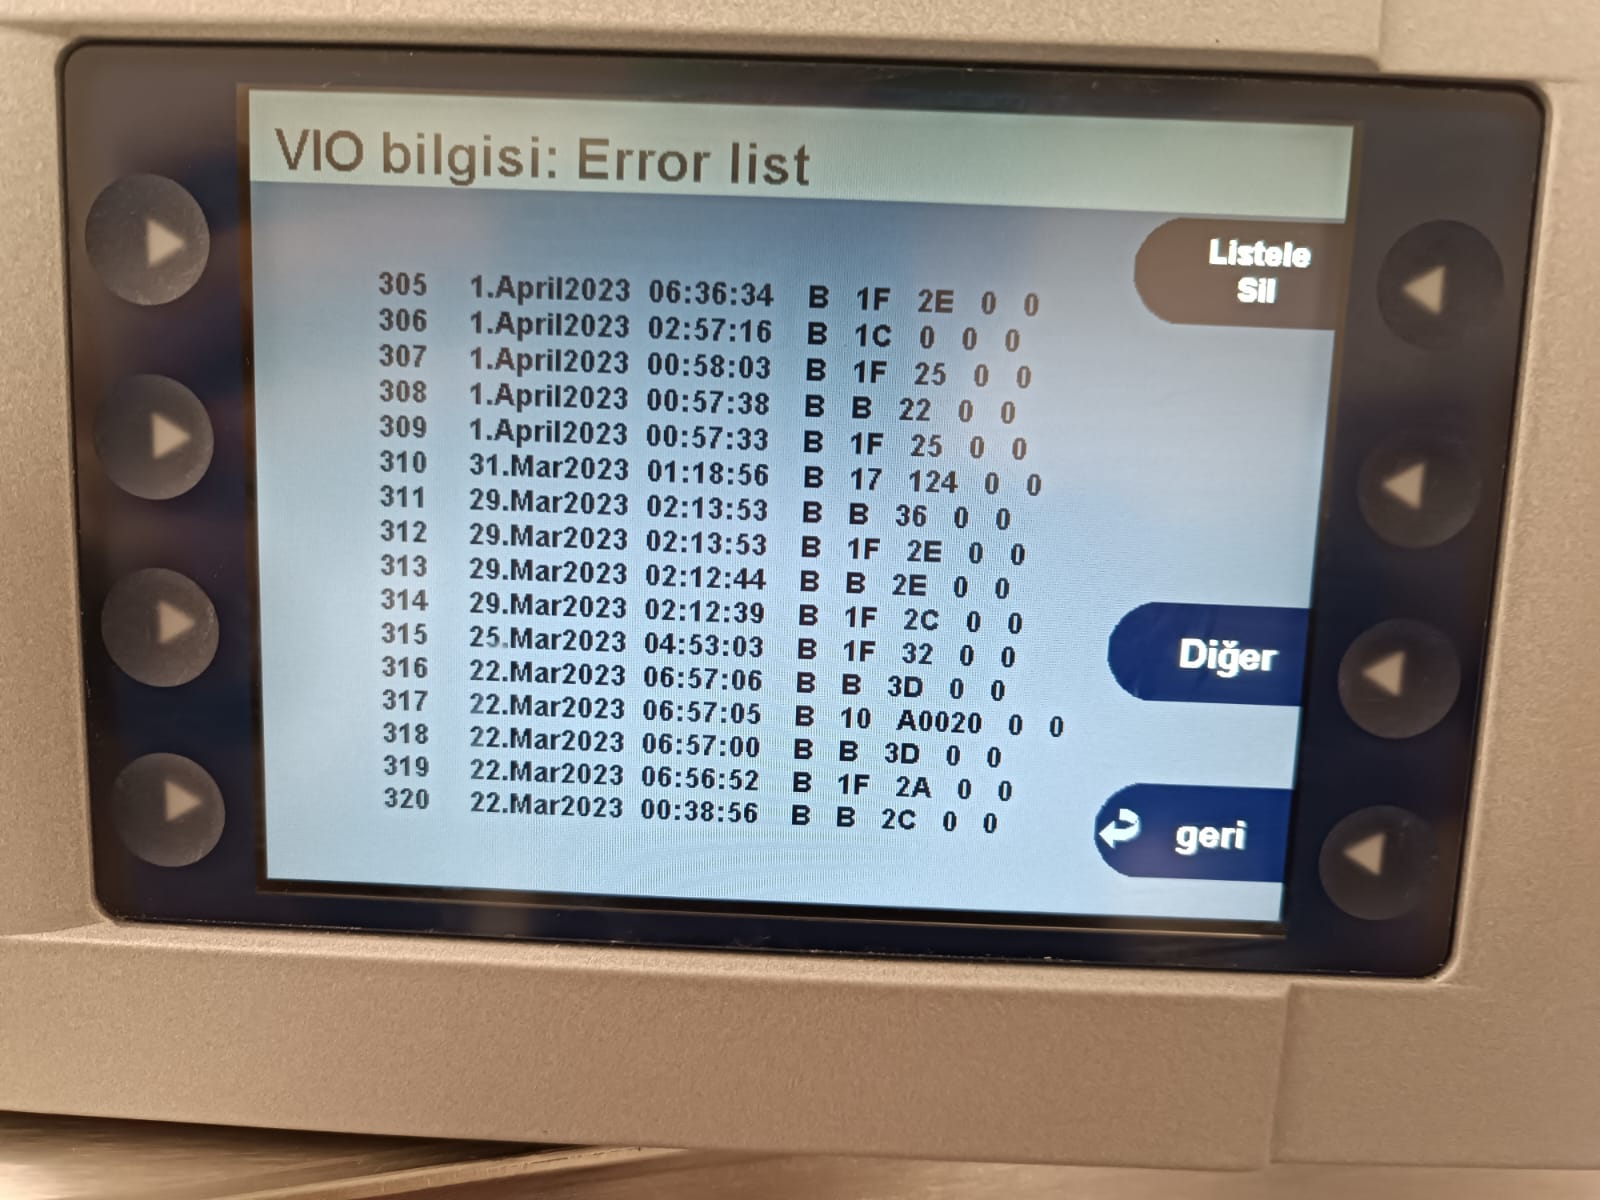 VIO bilgisi: Error list
Listele
Sil
305 1.April2023 06:36:34 B 1F 2E 0 0
306 1.April2023 02:57:16 B 1C 0 0 0
307 1.April2023 00:58:03 B 1F 25 0 0
308 1.April2023 00:57:38 B B 22 0 0
309 1.April2023 00:57:33 B 1F 25 0 0
310 31.Mar2023 01:18:56 B 17 124 0 0
311 29.Mar2023 02:13:53 B B 36 0 0
312 29.Mar2023 02:13:53 B 1F 2E 0 0
313 29.Mar2023 02:12:44 B B 2E 0 0
314 29.Mar2023 02:12:39 B 1F 2C 0 0
315 25.Mar2023 04:53:03 B 1F 32 0 0
316 22.Mar2023 06:57:06 B B 3D 0 0
317 22.Mar2023 06:57:05 B 10 A0020 0 0
318 22.Mar2023 06:57:00 B B 3D 0 0
319 22.Mar2023 06:56:52 B 1F 2A 0 0
320 22.Mar2023 00:38:56 B B 2C 0 0
Diğer
geri